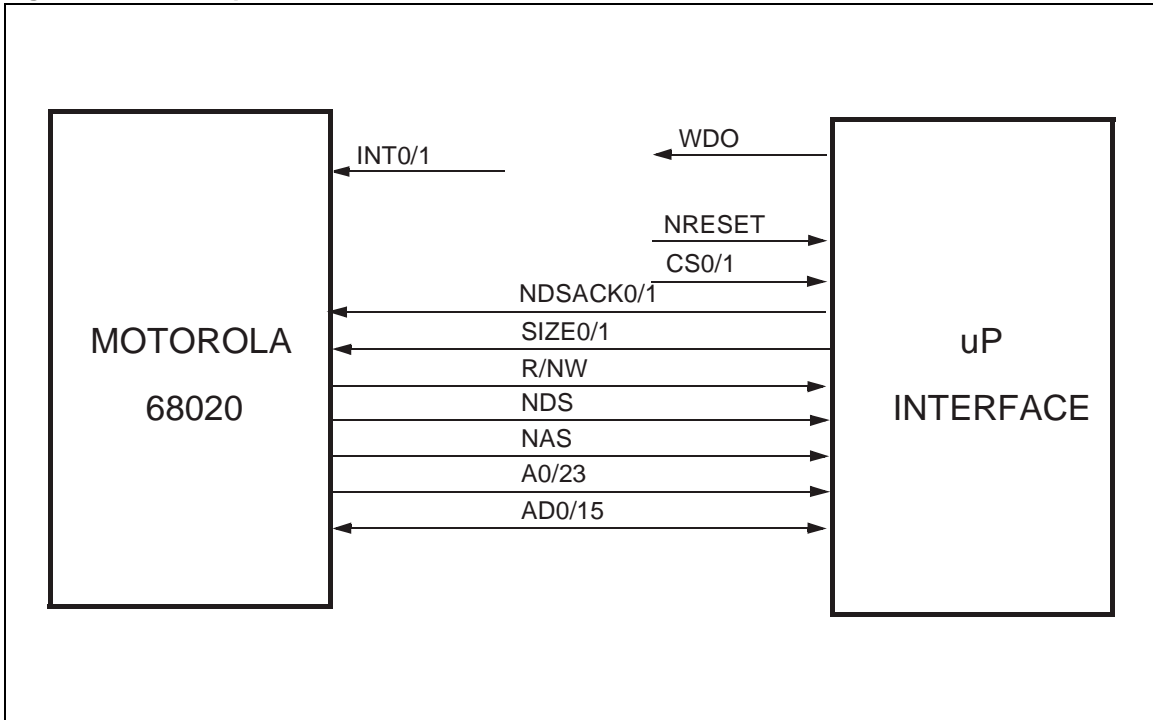 WDO
INT0/1
NRESET
CS0/1
NDSACK0/1
SIZE0/1
R/NW
NDS
NAS
A0/23
AD0/15
MOTOROLA
68020
uP
INTERFACE